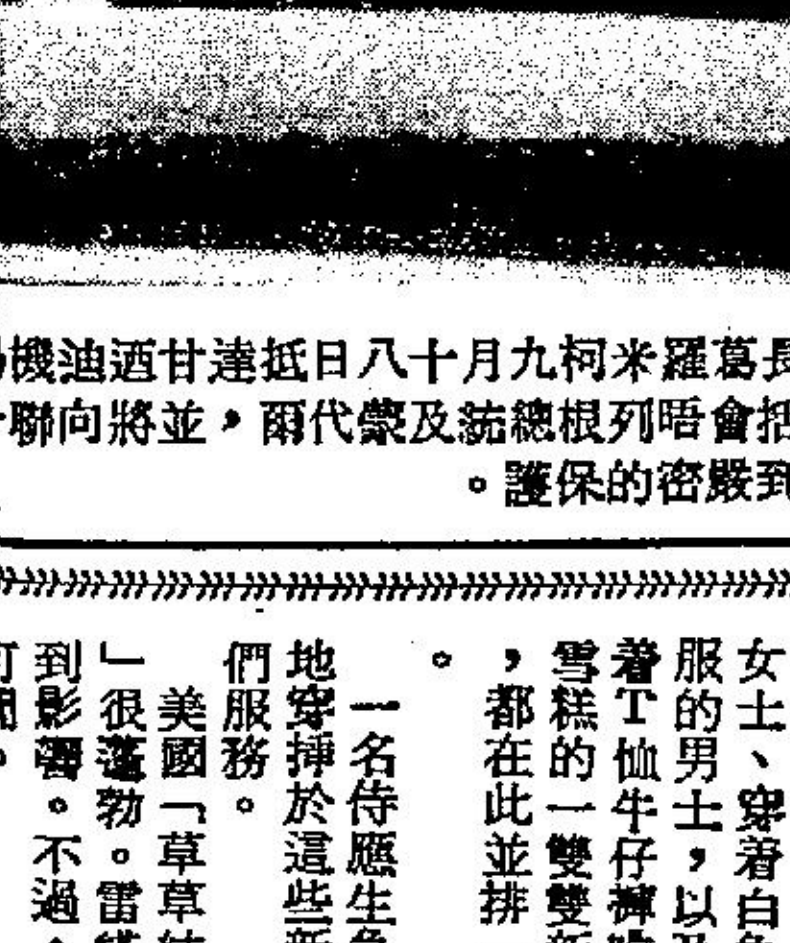 長葛羅米柯九月十八日抵達甘迺迪機
括會晤列根總統及蒙代爾，並將向聯
到嚴密的保護。
女士、穿着白
服的男士，以及
着T恤牛仔褲
雪糕的一雙雙新
，都在此並排
。
一名侍應生
地穿插於這些新
們服務。
美國「草草
」很蓬勃。雷
到影響。不過，